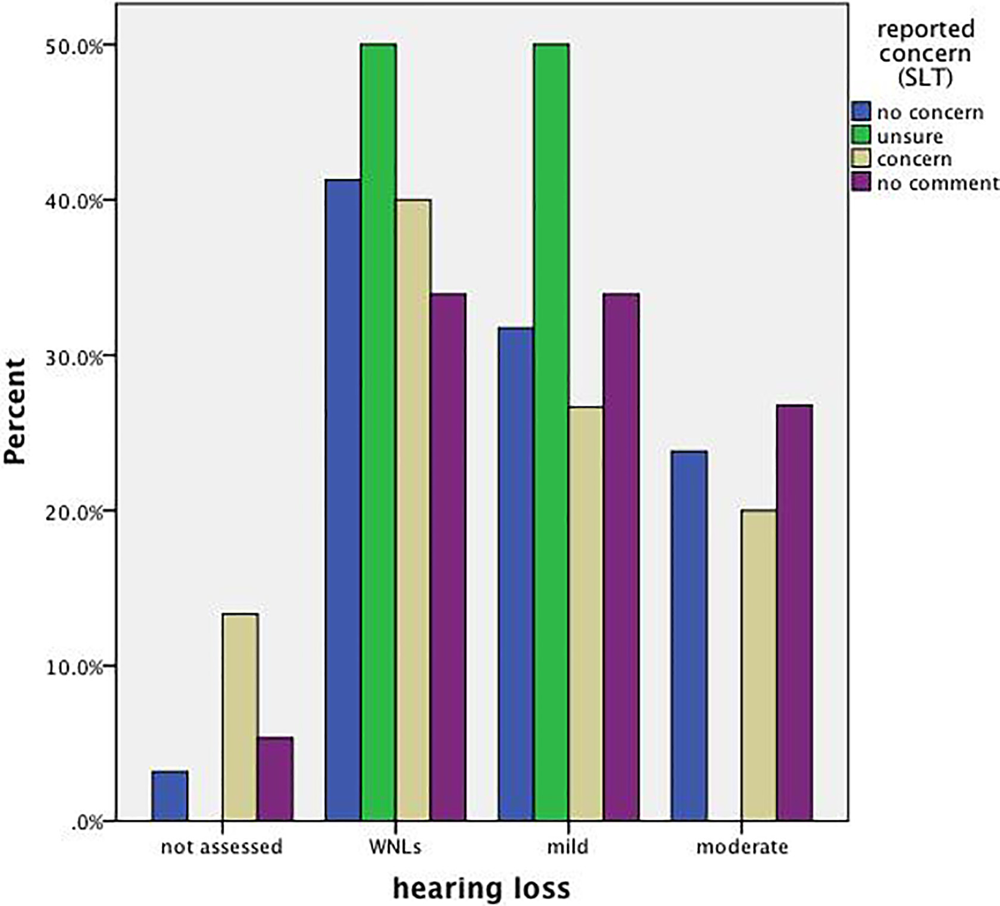 reported
concern
(SLT)
no concern
unsure
concern
no comment
50.0%
40.0%
30.0%
20.0%
10.0%
.0%
Percent
not assessed
WNLs
mild
moderate
hearing loss